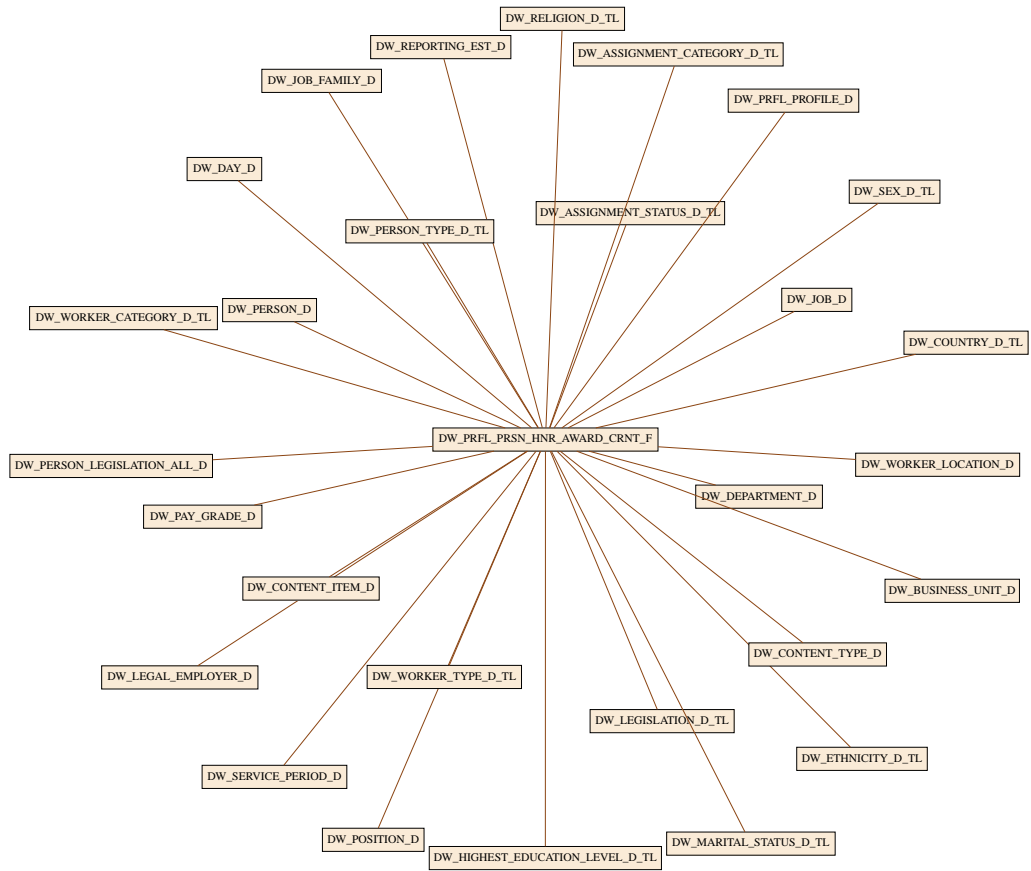 DW_RELIGION_D_TL
DW_REPORTING_EST_D
DW_ASSIGNMENT_CATEGORY_D_TL
DW_JOB_FAMILY_D
DW_PRFL_PROFILE_D
DW_DAY_D
DW_SEX_D_TL
DW_ASSIGNMENT_STATUS_D_TL
DW_PERSON_TYPE_D_TL
DW_JOB_D
DW_PERSON_D
DW_WORKER_CATEGORY_D_TL
DW_COUNTRY_D_TL
DW_PRFL_PRSN_HNR_AWARD_CRNT_F
DW_PERSON_LEGISLATION_ALL_D
DW_WORKER_LOCATION_D
DW_DEPARTMENT_D
DW_PAY_GRADE_D
DW_CONTENT_ITEM_D
DW_BUSINESS_UNIT_D
DW_CONTENT_TYPE_D
DW_LEGAL_EMPLOYER_D
DW_WORKER_TYPE_D_TL
DW_LEGISLATION_D_TL
DW_ETHNICITY_D_TL
DW_SERVICE_PERIOD_D
DW_POSITION_D
DW_MARITAL_STATUS_D_TL
DW_HIGHEST_EDUCATION_LEVEL_D_TL